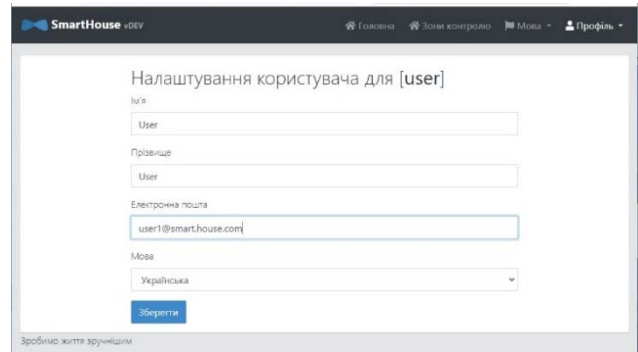 SmartHouse vDEV
Головна Зони контролю Мова Профіль
Налаштування користувача для [user]
Ім'я
User
Прізвище
User
Електронна пошта
user1@smart.house.com
Мова
Українська
Зберегти
Зробимо життя зручнішим